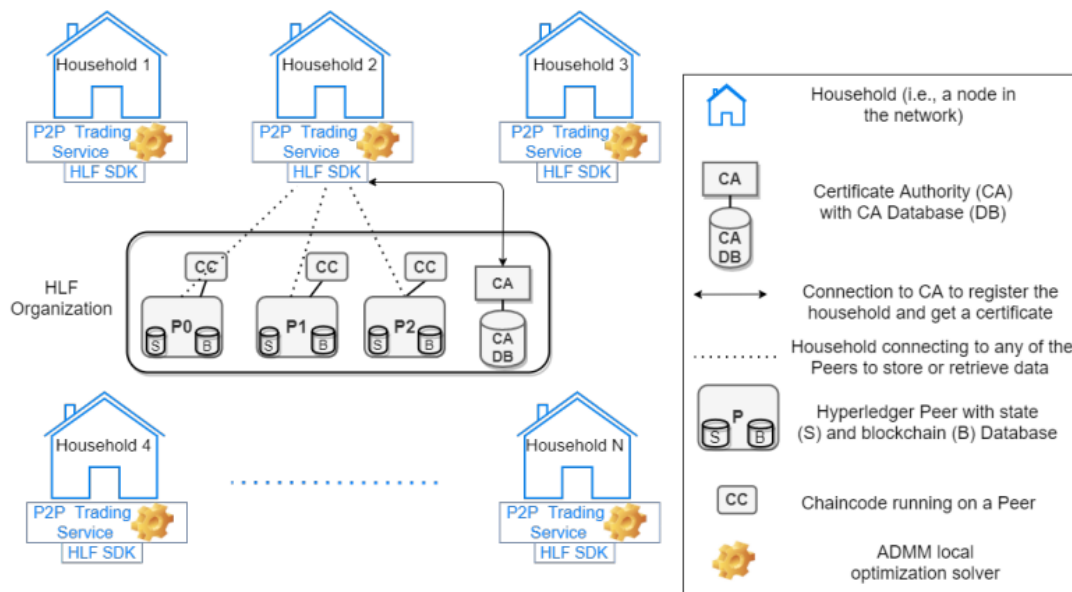 Household 1
P2P Trading
Service
HLF SDK
Household 2
P2P Trading
Service
HLF SDK
Household 3
P2P Trading
Service
HLF SDK
HLF
Organization
CC
P0
S
B
CC
P1
S
B
CC
P2
S
B
CA
CA
DB
Household 4
P2P Trading
Service
HLF SDK
Household N
P2P Trading
Service
HLF SDK
Household (i.e., a node in
the network)
CA
CA
DB
Certificate Authority (CA)
with CA Database (DB)
Connection to CA to register the
household and get a certificate
Household connecting to any of the
Peers to store or retrieve data
P
S
B
Hyperledger Peer with state
(S) and blockchain (B) Database
CC
Chaincode running on a Peer
ADMM local
optimization solver